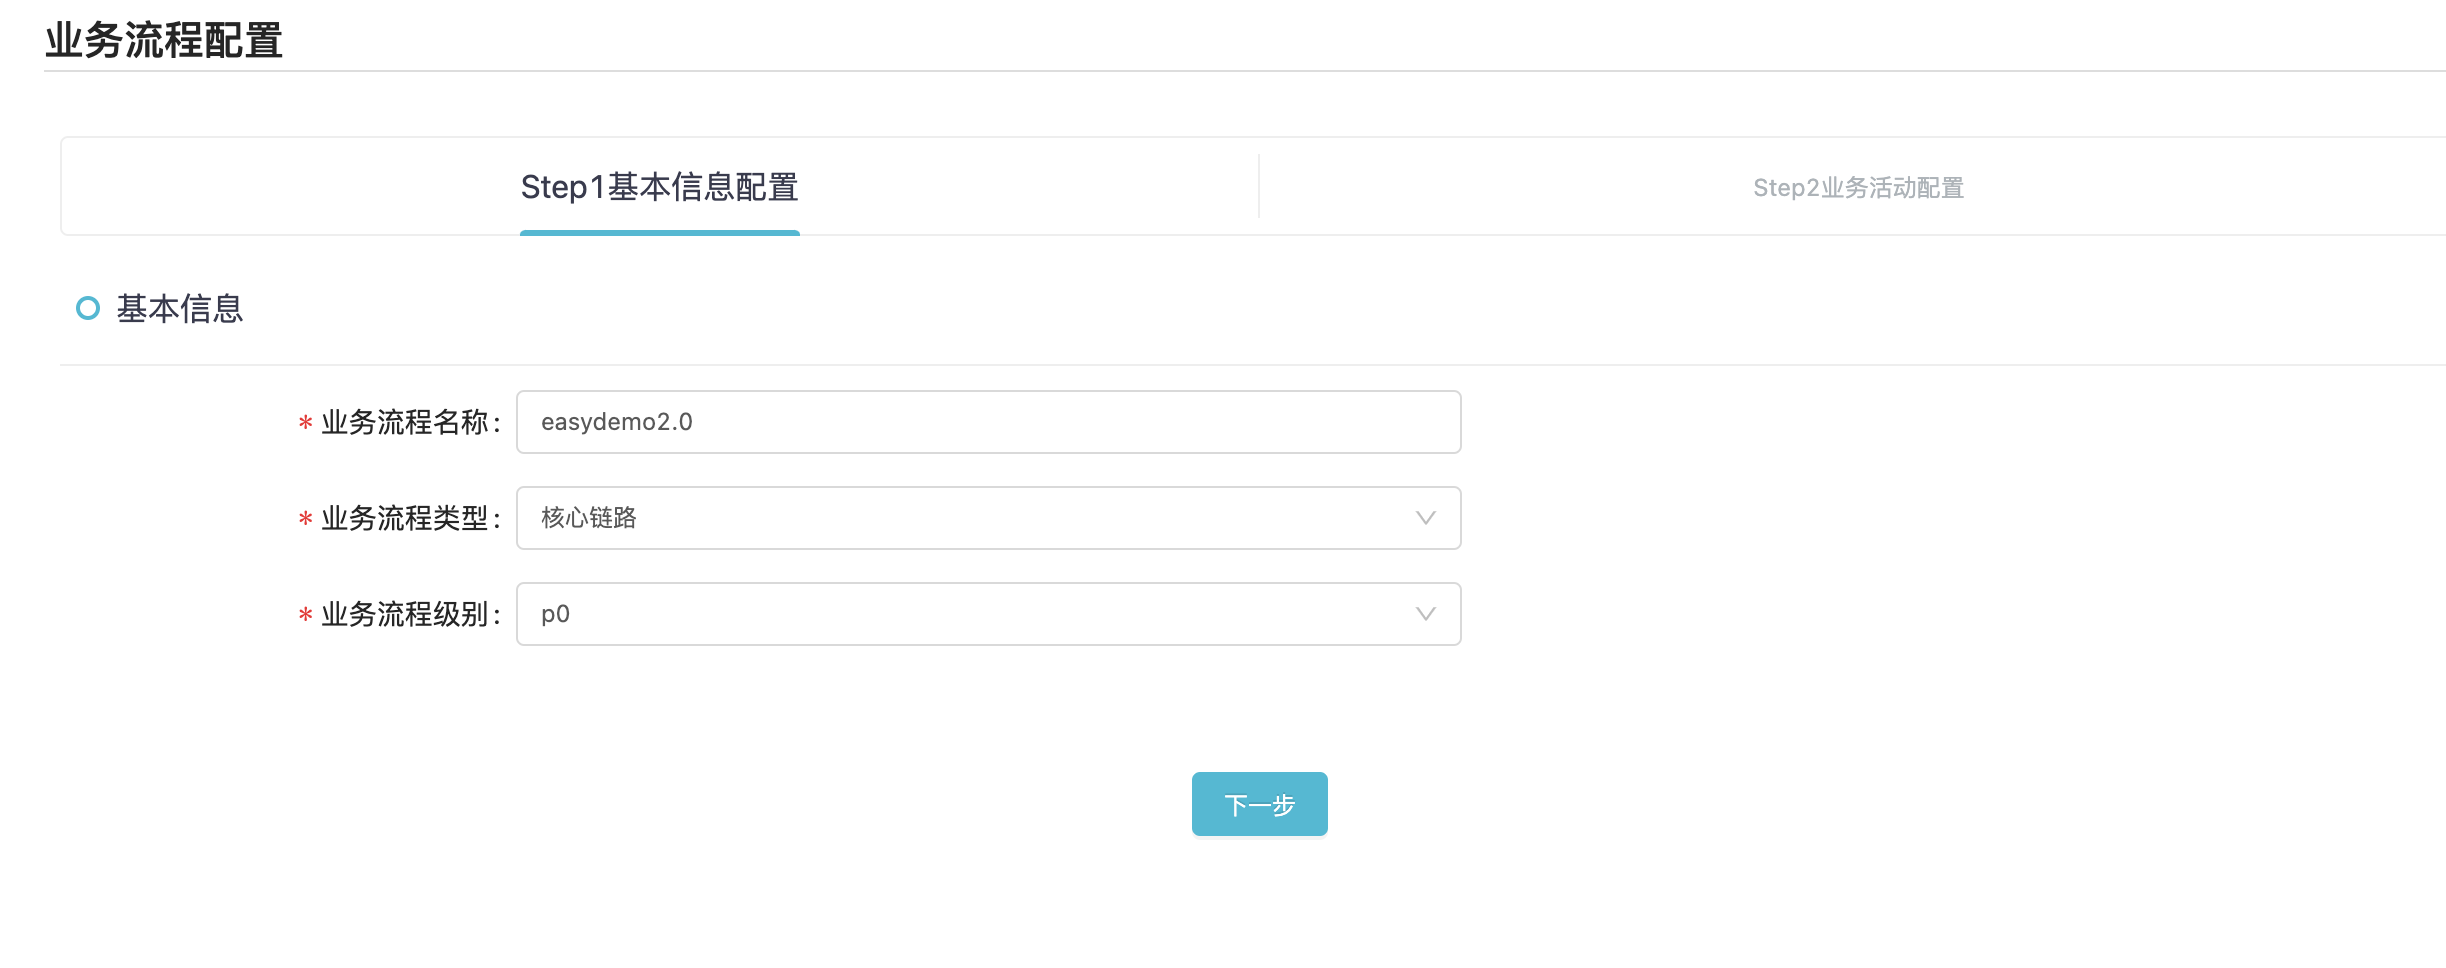 业务流程配置
Step1基本信息配置
Step2业务活动配置
基本信息
* 业务流程名称:
easydemo2.0
* 业务流程类型:
核心链路
* 业务流程级别:
p0
下一步